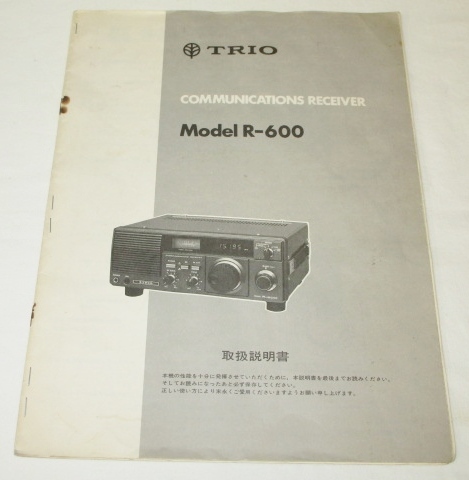 TRIO
COMMUNICATIONS RECEIVER
Model R-600
取扱説明書
本機の性能を十分に発揮させていただくために、本説明書を最後までお読みください。
そしてお読みになったあと必ず保存してください。
正しい使い方により末永くご愛用くださいますようお願い申し上げます。